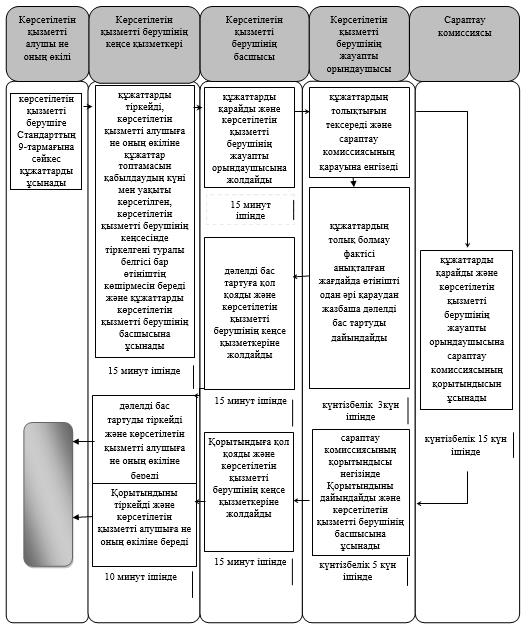 Көрсетілетін
қызметті
алушы не
оның өкілі
Көрсетілетін
қызметті берушінің
кеңсе қызметкері
Көрсетілетін
қызметті
берушінің
басшысы
Көрсетілетін
қызметті
берушінің
жауапты
орындаушысы
Сараптау
комиссиясы
көрсетілетін
қызметті
берушіге
Стандарттың
9-тармағына
сәйкес
құжаттарды
ұсынады
құжаттарды
тіркейді,
көрсетілетін
қызметті алушыға
не оның өкіліне
құжаттар
топтамасын
қабылдаудың күні
мен уақыты
көрсетілген,
көрсетілетін
қызметті берушінің
кеңсесінде
тіркелгені туралы
белгісі бар
өтініштің
көшірмесін береді
және құжаттарды
көрсетілетін
қызметті берушінің
басшысына
ұсынады
15 минут ішінде
құжаттарды
қарайды және
көрсетілетін
қызметті
берушінің
жауапты
орындаушысына
жолдайды
15 минут
ішінде
құжаттардың
толықтығын
тексереді және
сараптау
комиссиясының
қарауына енгізеді
құжаттардың
толық болмау
фактісі
анықталған
жағдайда өтінішті
одан әрі қараудан
жазбаша дәлелді
бас тартуды
дайындайды
күнтізбелік 3күн
ішінде
дәлелді бас
тартуға қол
қояды және
көрсетілетін
қызметті
берушінің кеңсе
қызметкеріне
жолдайды
15 минут ішінде
құжаттарды
қарайды және
көрсетілетін
қызметті
берушінің
жауапты
орындаушысына
сараптау
комиссиясының
қорытындысын
ұсынады
күнтізбелік 15 күн
ішінде
дәлелді бас
тартуды тіркейді
және көрсетілетін
қызметті алушыға
не оның өкіліне
береді
Қорытындыны
тіркейді және
көрсетілетін
қызметті алушыға не
оның өкіліне береді
10 минут ішінде
Қорытындыға қол
қояды және
көрсетілетін
қызметті
берушінің кеңсе
қызметкеріне
жолдайды
15 минут ішінде
сараптау
комиссиясының
қорытындысы
негізінде
Қорытындыны
дайындайды және
көрсетілетін
қызметті берушінің
басшысына
ұсынады
күнтізбелік 5 күн
ішінде